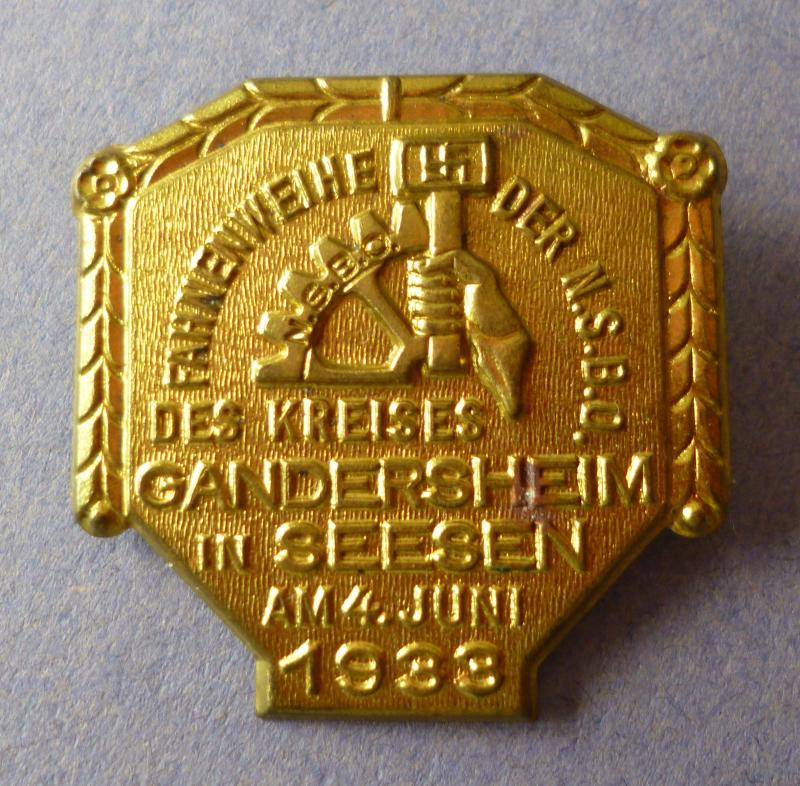 FAHNENWEIHE DER N.S.B.O.
N.S.B.O.
DES KREISES
GANDERSHEIM
IN SEESEN
AM 4. JUNI
1933